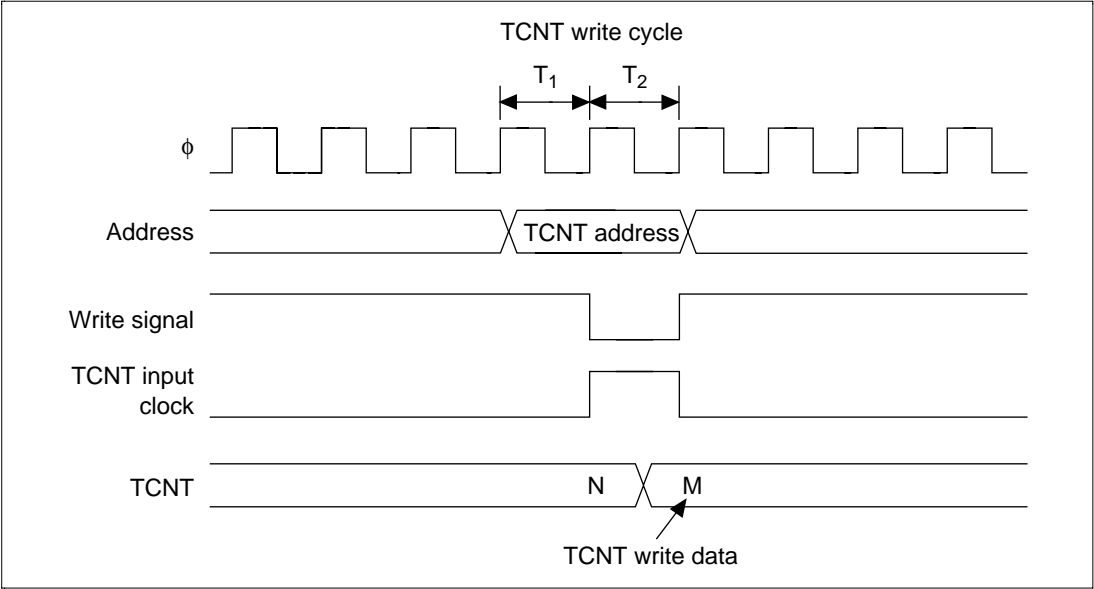 TCNT write cycle
T1 T2
ϕ
Address
TCNT address
Write signal
TCNT input
clock
TCNT
N M
TCNT write data